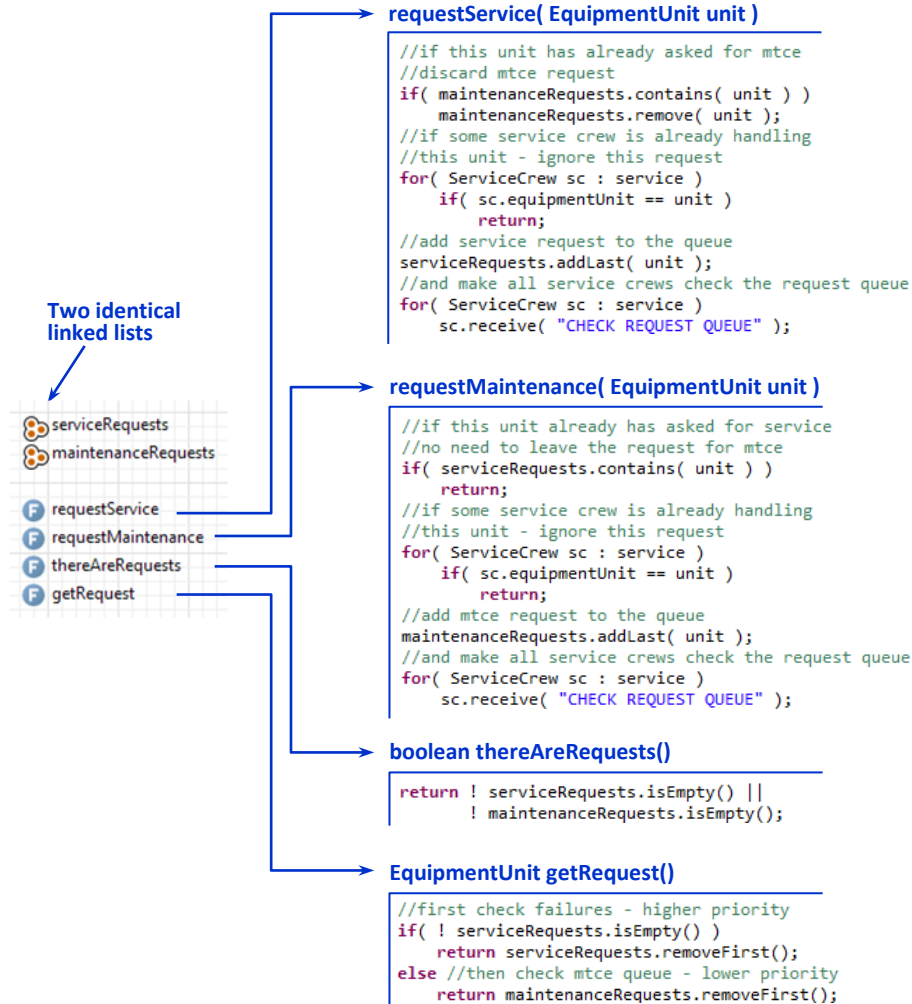 requestService( EquipmentUnit unit )
//if this unit has already asked for mtce
//discard mtce request
if( maintenanceRequests.contains( unit ) )
    maintenanceRequests.remove( unit );
//if some service crew is already handling
//this unit - ignore this request
for( ServiceCrew sc : service )
    if( sc.equipmentUnit == unit )
        return;
//add service request to the queue
serviceRequests.addLast( unit );
//and make all service crews check the request queue
for( ServiceCrew sc : service )
    sc.receive( "CHECK REQUEST QUEUE" );
Two identical
linked lists
serviceRequests
maintenanceRequests
F requestService
F requestMaintenance
F thereAreRequests
F getRequest
requestMaintenance( EquipmentUnit unit )
//if this unit already has asked for service
//no need to leave the request for mtce
if( serviceRequests.contains( unit ) )
    return;
//if some service crew is already handling
//this unit - ignore this request
for( ServiceCrew sc : service )
    if( sc.equipmentUnit == unit )
        return;
//add mtce request to the queue
maintenanceRequests.addLast( unit );
//and make all service crews check the request queue
for( ServiceCrew sc : service )
    sc.receive( "CHECK REQUEST QUEUE" );
boolean thereAreRequests()
return ! serviceRequests.isEmpty() ||
       ! maintenanceRequests.isEmpty();
EquipmentUnit getRequest()
//first check failures - higher priority
if( ! serviceRequests.isEmpty() )
    return serviceRequests.removeFirst();
else //then check mtce queue - lower priority
    return maintenanceRequests.removeFirst();